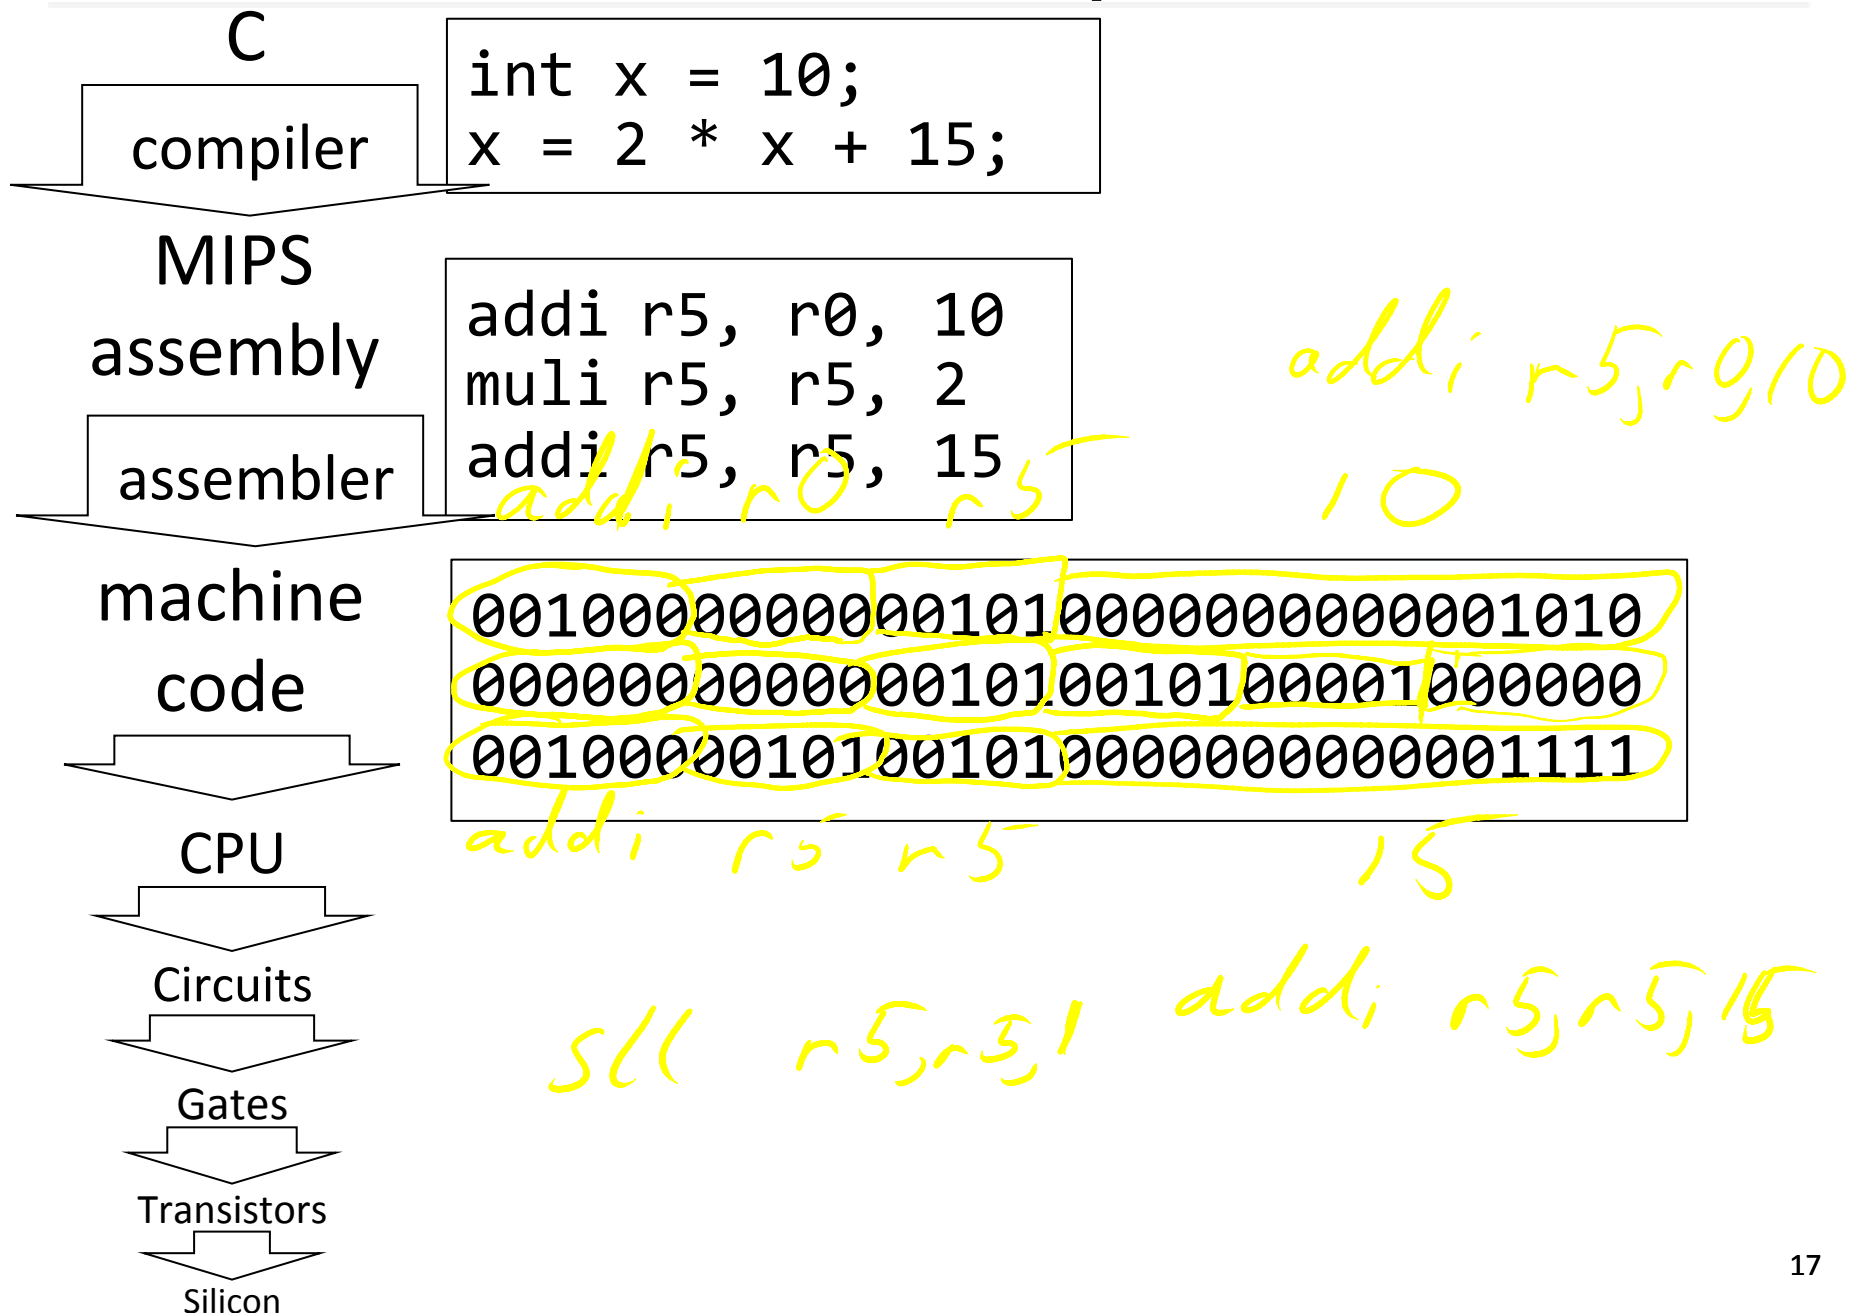 C
int x = 10;
x = 2 * x + 15;
compiler
MIPS
assembly
addi r5, r0, 10
muli r5, r5, 2
addi r5, r5, 15
addi r5, r0, 10
assembler
addi r0 r5 10
machine
code
00100000000001010000000000001010
00000000000001010010100001000000
00100000101001010000000000001111
addi r5 r5 15
CPU
Circuits
sll r5, r5, 1
addi r5, r5, 15
Gates
Transistors
Silicon
17